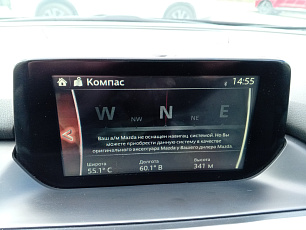 Компас 14:55
W NW N NE E
Ваш а/м Mazda не оснащен навигац системой. Но Вы
можете приобрести данную систему в качестве
оригинального аксессуара Mazda у Вашего дилера Mazda
Широта Долгота Высота
55.1° С 60.1° В 341 м